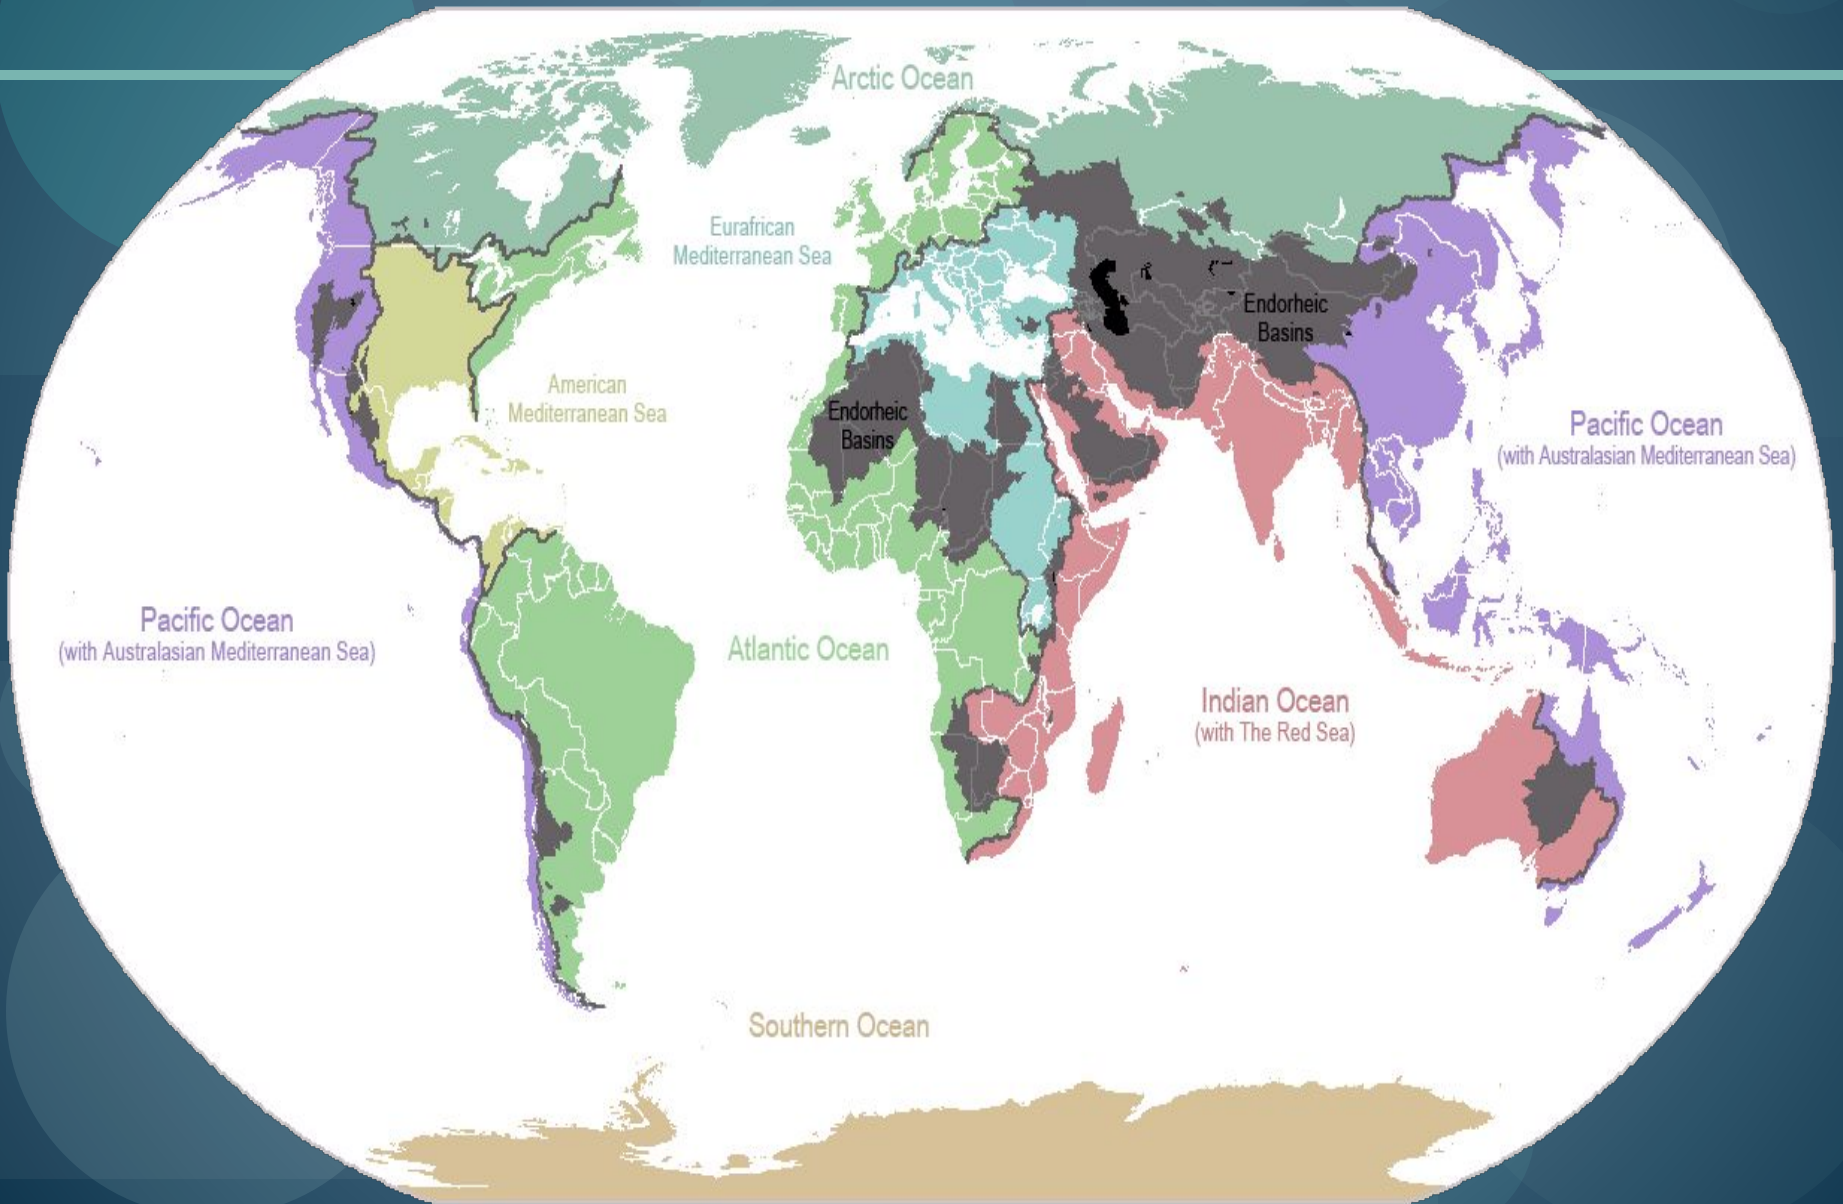 Arctic Ocean
Eurafrican
Mediterranean Sea
Endorheic
Basins
American
Mediterranean Sea
Endorheic
Basins
Pacific Ocean
(with Australasian Mediterranean Sea)
Pacific Ocean
(with Australasian Mediterranean Sea)
Atlantic Ocean
Indian Ocean
(with The Red Sea)
Southern Ocean